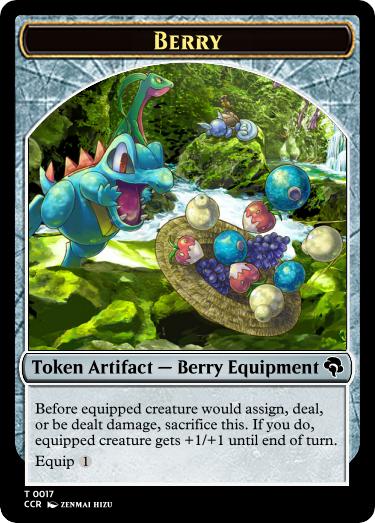 Berry
Token Artifact — Berry Equipment
Before equipped creature would assign, deal,
or be dealt damage, sacrifice this. If you do,
equipped creature gets +1/+1 until end of turn.
Equip 1
T 0017
CCR ZENMAI HIZU